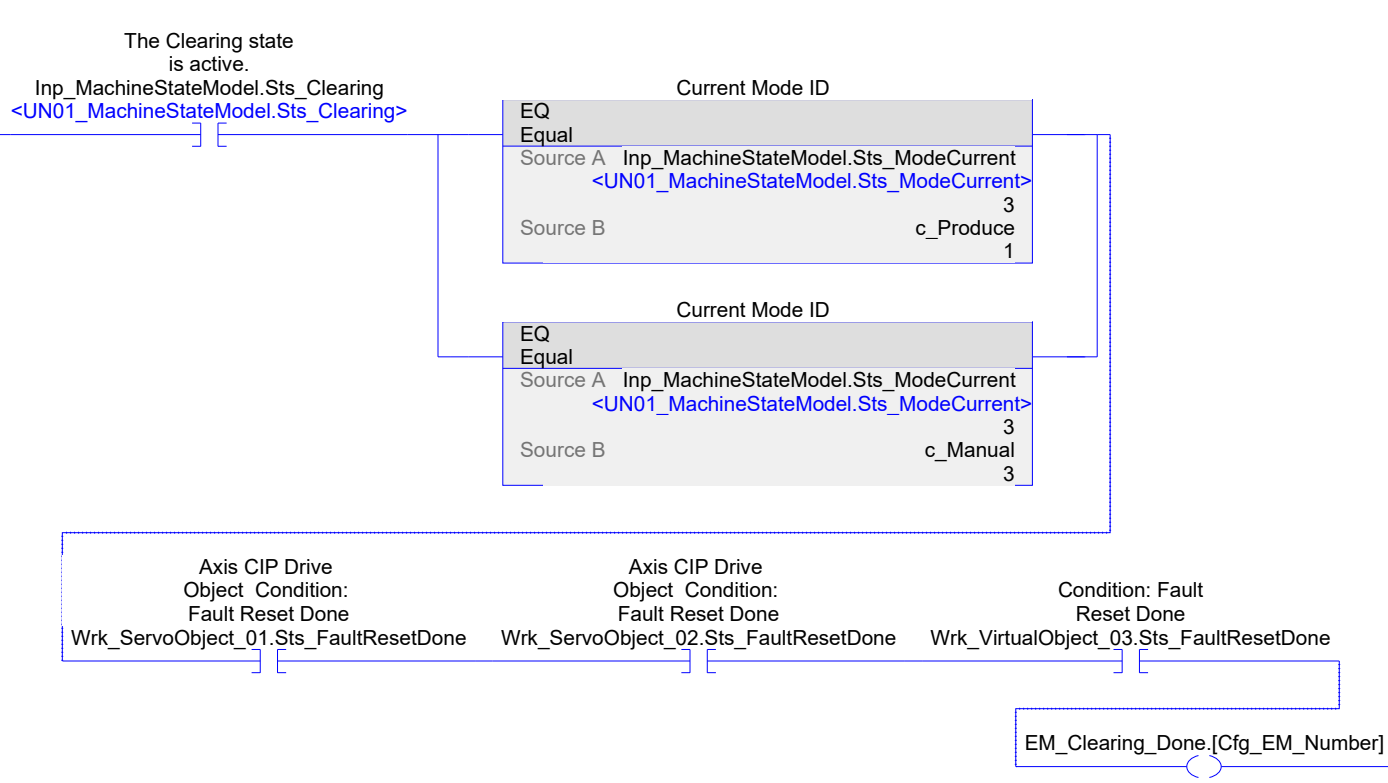 The Clearing state
is active.
Inp_MachineStateModel.Sts_Clearing
<UN01_MachineStateModel.Sts_Clearing>
Current Mode ID
EQ
Equal
Source A Inp_MachineStateModel.Sts_ModeCurrent
<UN01_MachineStateModel.Sts_ModeCurrent>
3
Source B c_Produce
1
Current Mode ID
EQ
Equal
Source A Inp_MachineStateModel.Sts_ModeCurrent
<UN01_MachineStateModel.Sts_ModeCurrent>
3
Source B c_Manual
3
Axis CIP Drive
Object Condition:
Fault Reset Done
Wrk_ServoObject_01.Sts_FaultResetDone
Axis CIP Drive
Object Condition:
Fault Reset Done
Wrk_ServoObject_02.Sts_FaultResetDone
Condition: Fault
Reset Done
Wrk_VirtualObject_03.Sts_FaultResetDone
EM_Clearing_Done.[Cfg_EM_Number]